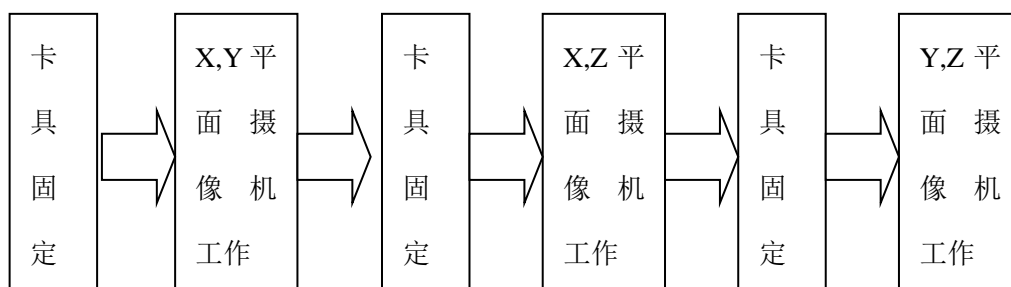 卡
具
固
定
X,Y 平
面 摄
像 机
工作
卡
具
固
定
X,Z 平
面 摄
像 机
工作
卡
具
固
定
Y,Z 平
面 摄
像 机
工作